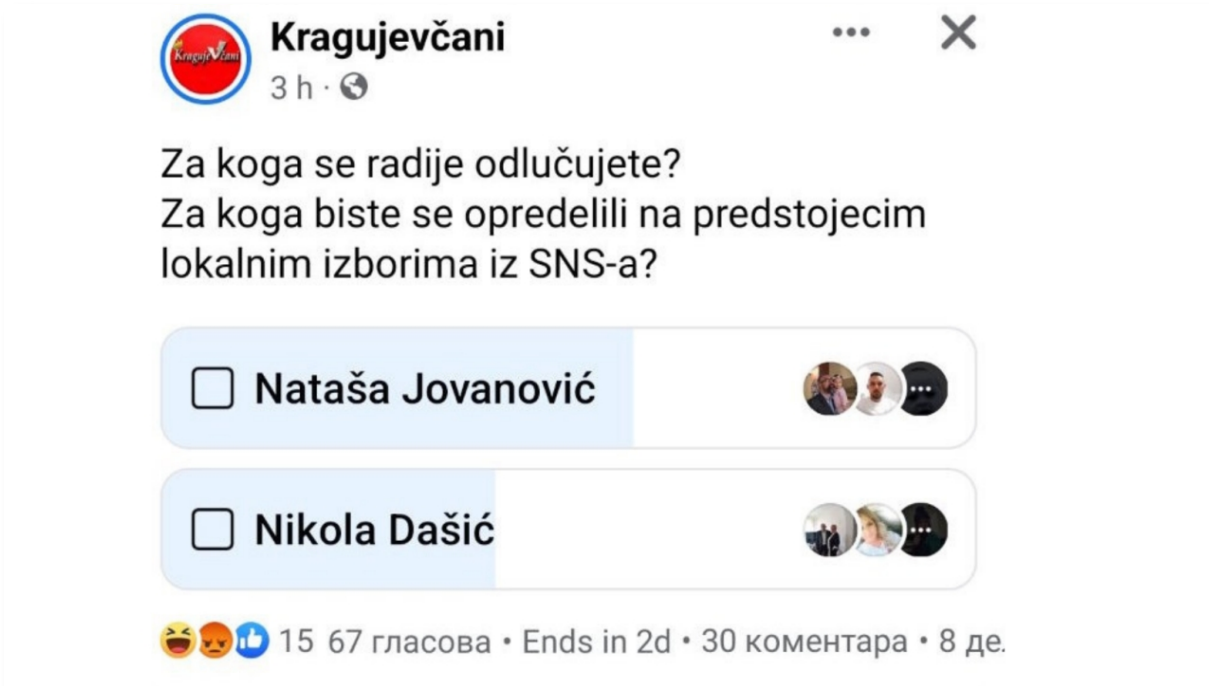 KragujeVčani
Kragujevčani
3 h ·
Za koga se radije odlučujete?
Za koga biste se opredelili na predstojecim
lokalnim izborima iz SNS-a?
Nataša Jovanović
Nikola Dašić
15 67 гласова • Ends in 2d • 30 коментара • 8 де.